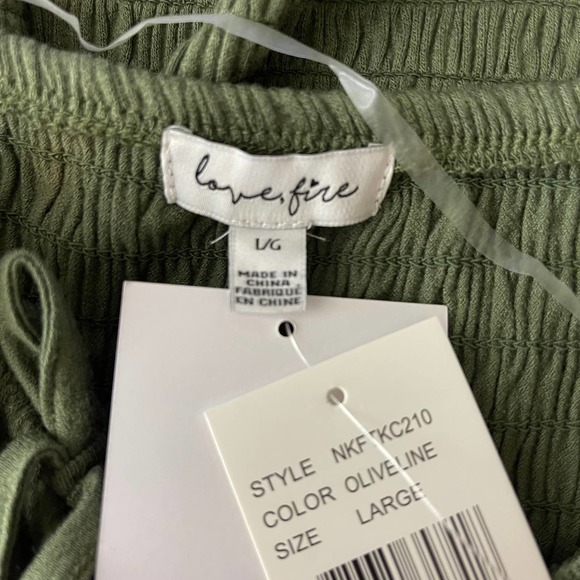 love, fire
L/G
MADE IN
CHINA
FABRIQUÉ
EN CHINE
STYLE NKFTKC210
COLOR OLIVELINE
SIZE LARGE